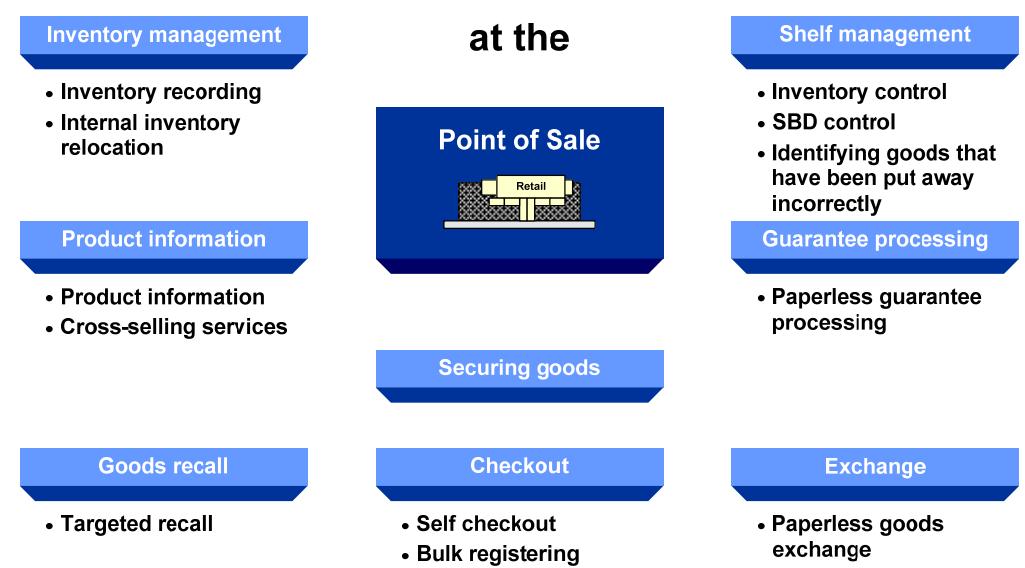 at the
Point of Sale
Retail
Inventory management
• Inventory recording
• Internal inventory
relocation
Shelf management
• Inventory control
• SBD control
• Identifying goods that
have been put away
incorrectly
Product information
• Product information
• Cross-selling services
Guarantee processing
• Paperless guarantee
processing
Securing goods
Goods recall
• Targeted recall
Checkout
• Self checkout
• Bulk registering
Exchange
• Paperless goods
exchange